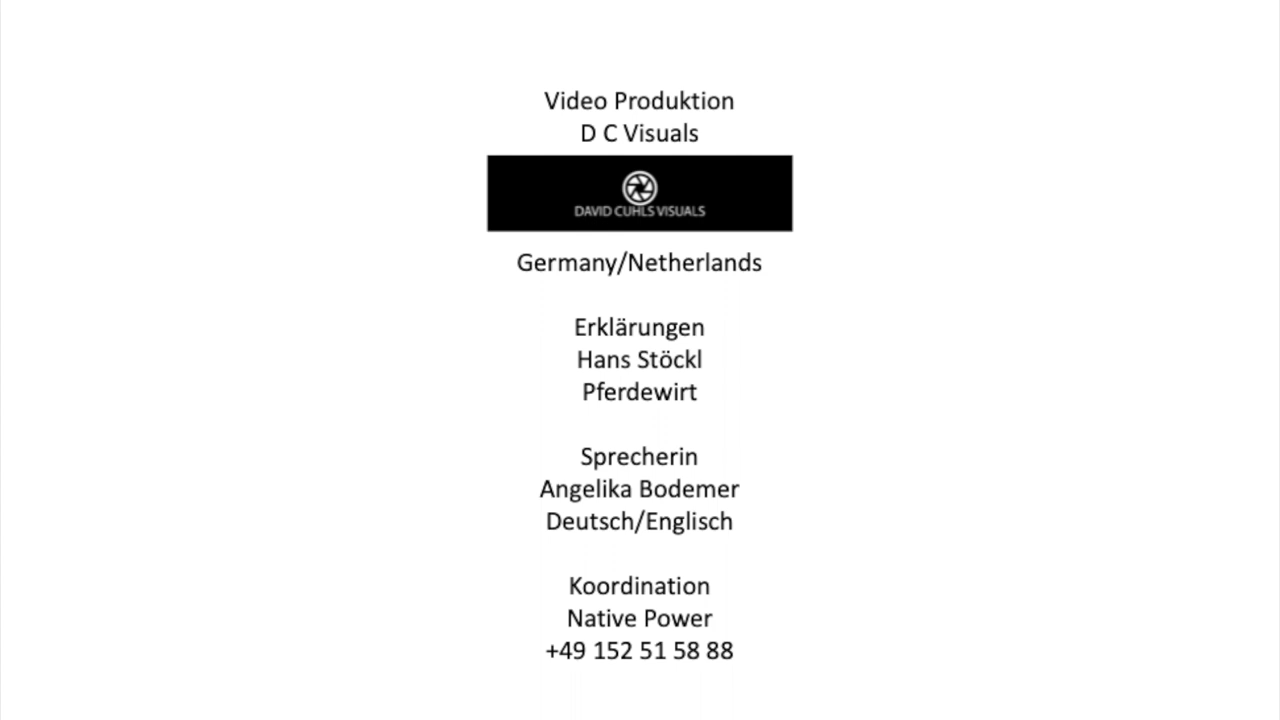 Video Produktion
D C Visuals
DAVID CUHLS VISUALS
Germany/Netherlands
Erklärungen
Hans Stöckl
Pferdewirt
Sprecherin
Angelika Bodemer
Deutsch/Englisch
Koordination
Native Power
+49 152 51 58 88